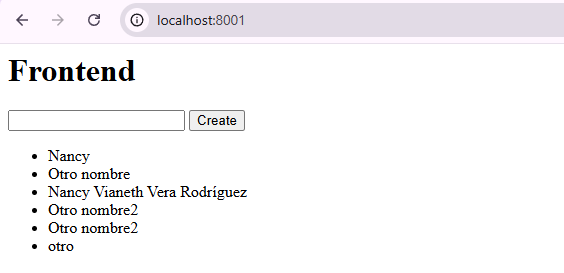 localhost:8001
Frontend
Create
Nancy
Otro nombre
Nancy Vianeth Vera Rodríguez
Otro nombre2
Otro nombre2
otro